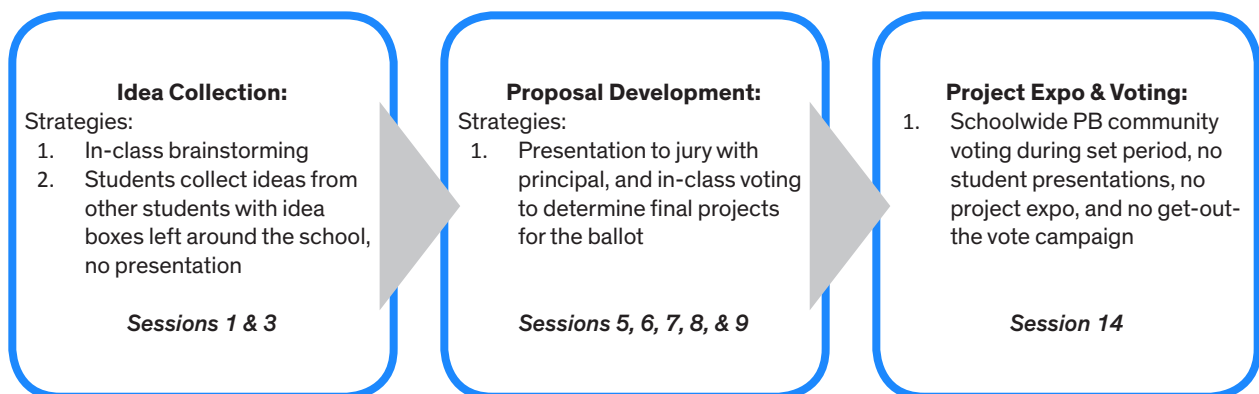 Idea Collection:
Strategies:
1. In-class brainstorming
2. Students collect ideas from
other students with idea
boxes left around the school,
no presentation
Sessions 1 & 3
Proposal Development:
Strategies:
1. Presentation to jury with
principal, and in-class voting
to determine final projects
for the ballot
Sessions 5, 6, 7, 8, & 9
Project Expo & Voting:
1. Schoolwide PB community
voting during set period, no
student presentations, no
project expo, and no get-out-
the vote campaign
Session 14